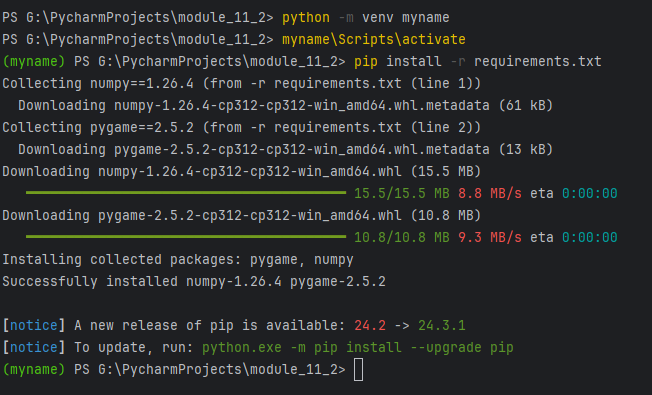 PS G:\PycharmProjects\module_11_2> python -m venv myname
PS G:\PycharmProjects\module_11_2> myname\Scripts\activate
(myname) PS G:\PycharmProjects\module_11_2> pip install -r requirements.txt
Collecting numpy==1.26.4 (from -r requirements.txt (line 1))
  Downloading numpy-1.26.4-cp312-cp312-win_amd64.whl.metadata (61 kB)
Collecting pygame==2.5.2 (from -r requirements.txt (line 2))
  Downloading pygame-2.5.2-cp312-cp312-win_amd64.whl.metadata (13 kB)
Downloading numpy-1.26.4-cp312-cp312-win_amd64.whl (15.5 MB)
15.5/15.5 MB 8.8 MB/s eta 0:00:00
Downloading pygame-2.5.2-cp312-cp312-win_amd64.whl (10.8 MB)
10.8/10.8 MB 9.3 MB/s eta 0:00:00
Installing collected packages: pygame, numpy
Successfully installed numpy-1.26.4 pygame-2.5.2
[notice] A new release of pip is available: 24.2 -> 24.3.1
[notice] To update, run: python.exe -m pip install --upgrade pip
(myname) PS G:\PycharmProjects\module_11_2>